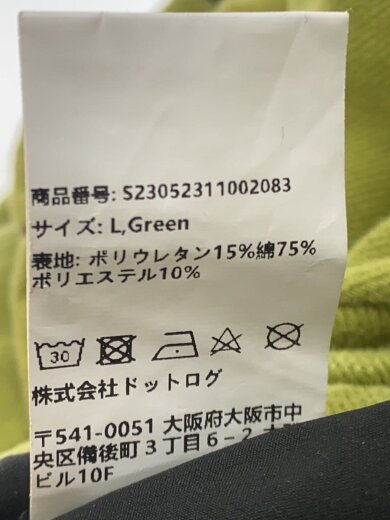 商品番号: S23052311002083
サイズ: L,Green
表地: ポリウレタン15%綿75%
ポリエステル10%
30
株式会社ドットログ
〒541-0051 大阪府大阪市中
央区備後町3丁目6-2
ビル10F